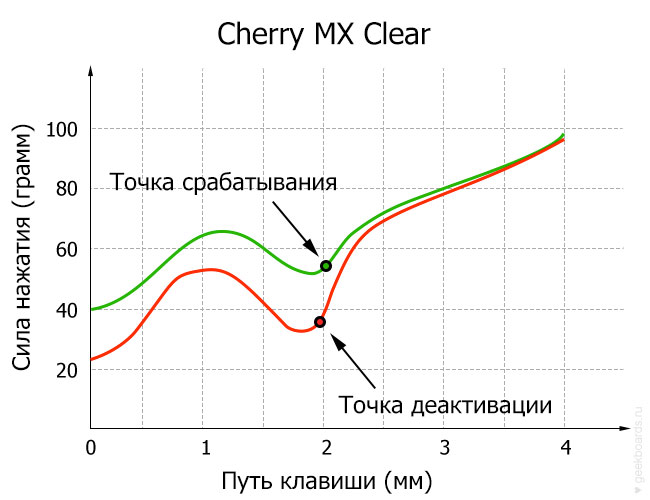 Cherry MX Clear
Сила нажатия (грамм)
100
80
60
40
20
Точка срабатывания
Точка деактивации
0 1 2 3 4
Путь клавиши (мм)
geekboards.ru